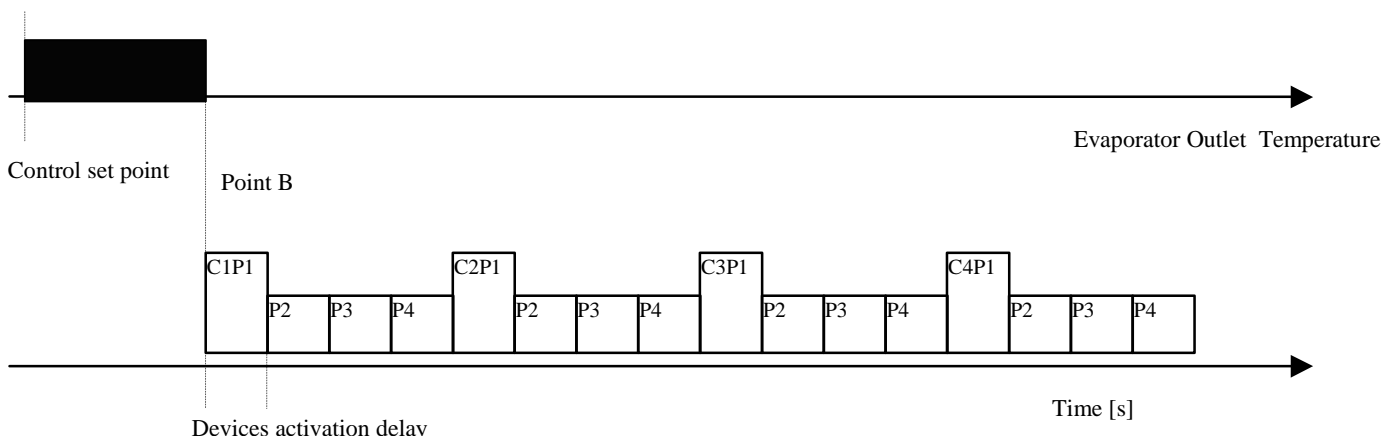 Evaporator Outlet Temperature
Control set point
Point B
C1P1
P2
P3
P4
C2P1
P2
P3
P4
C3P1
P2
P3
P4
C4P1
P2
P3
P4
Time [s]
Devices activation delay